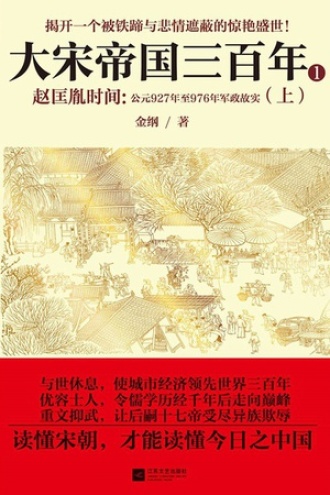 揭开一个被铁蹄与悲情遮蔽的惊艳盛世！
大宋帝国三百年1
赵匡胤时间：公元927年至976年军政故实（上）
金纲／著
与世休息，使城市经济领先世界三百年
优容士人，令儒学历经千年后走向巅峰
重文抑武，让后嗣十七帝受尽异族欺辱
读懂宋朝，才能读懂今日之中国
江苏文艺出版社